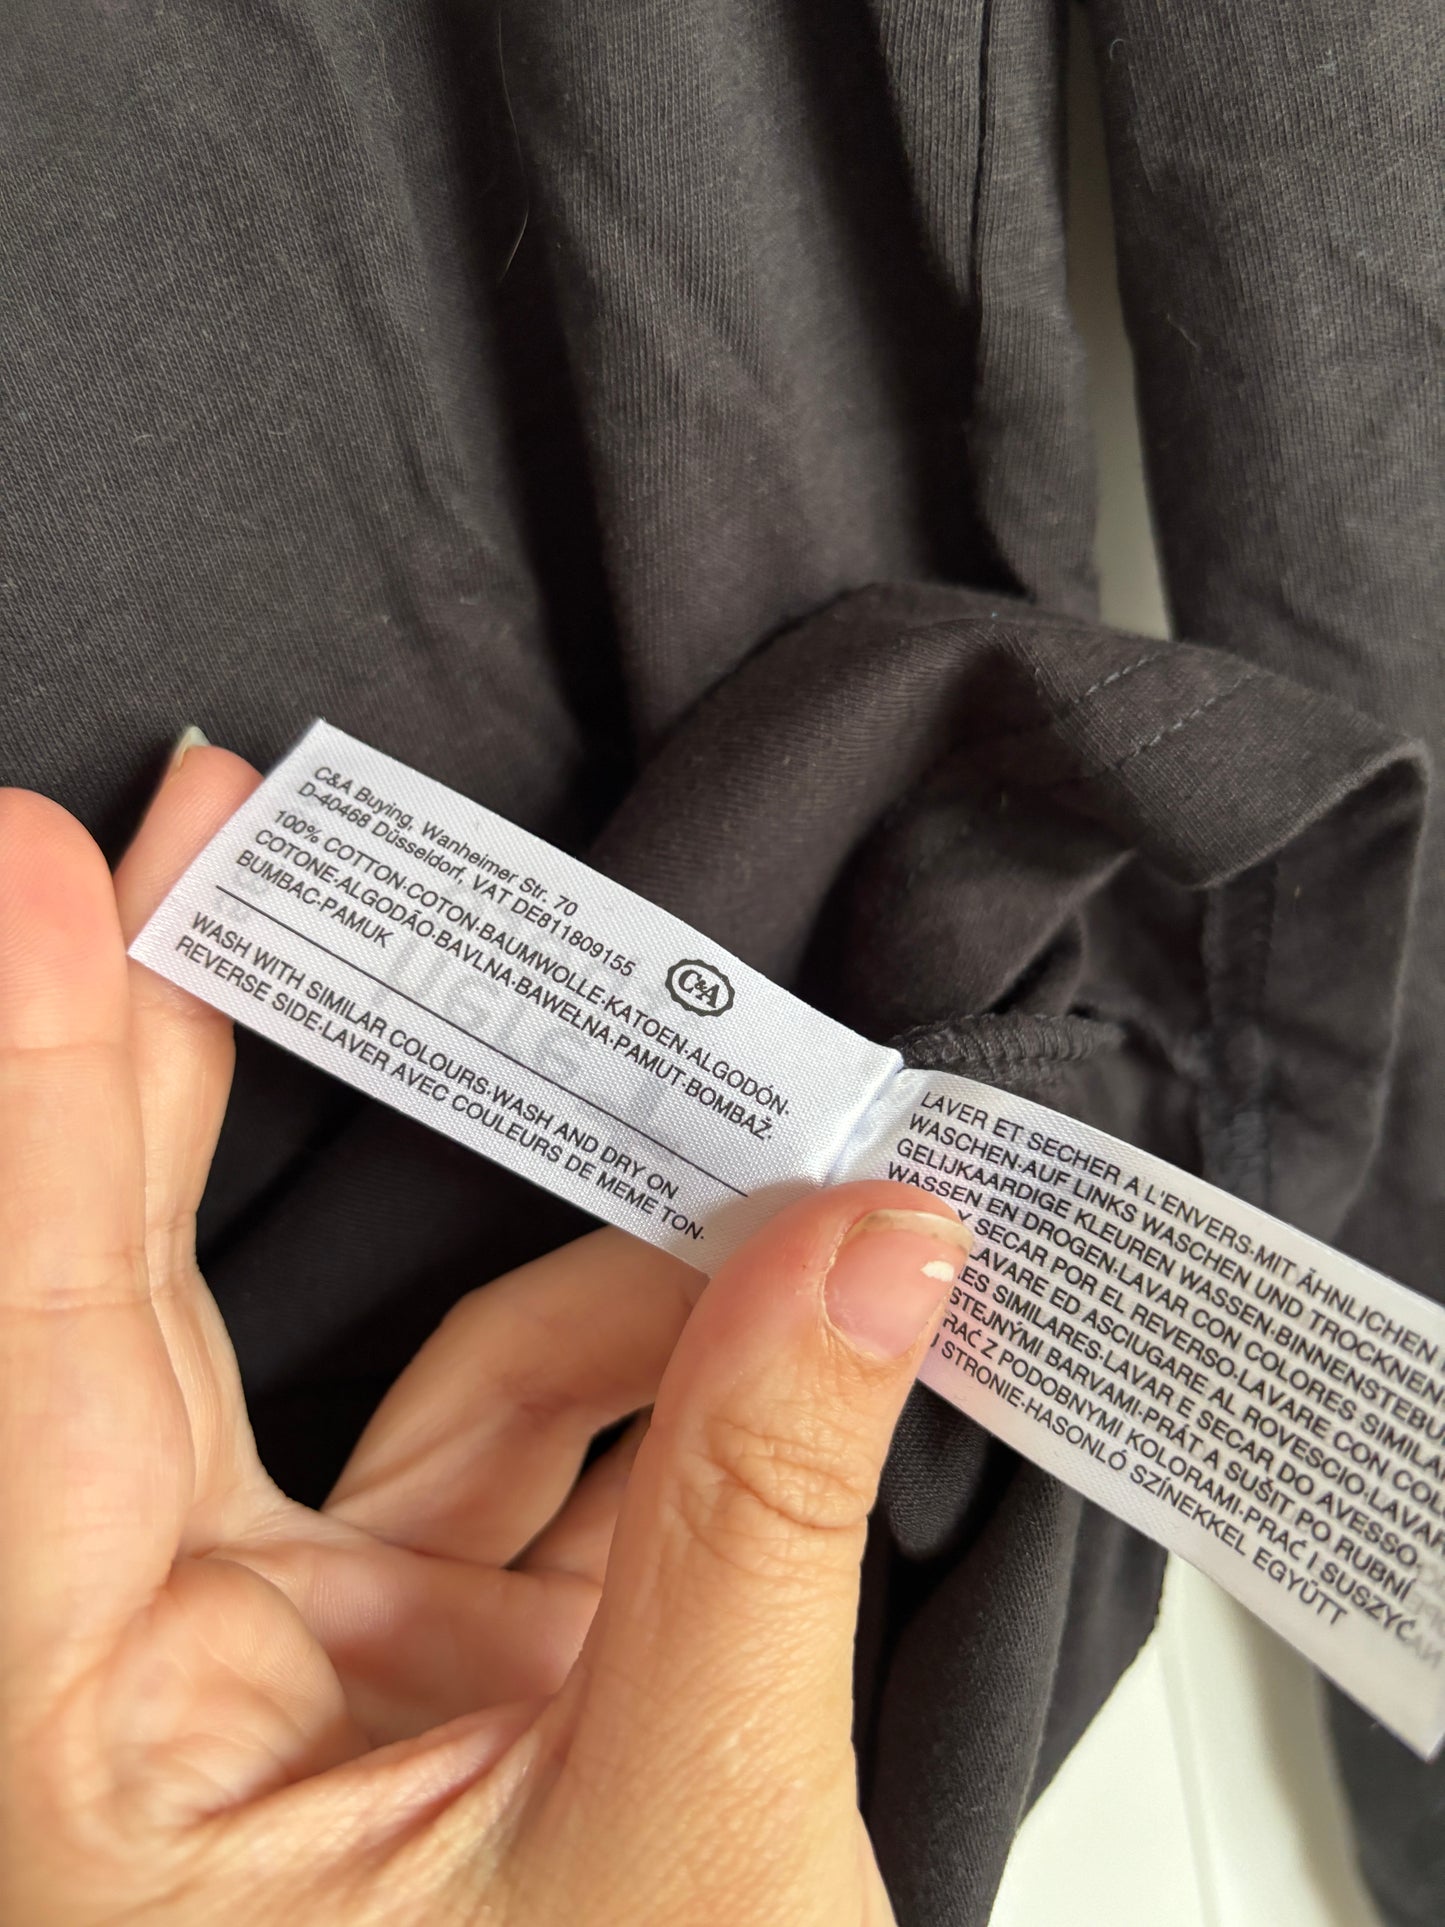 C&A Buying, Wanheimer Str. 70
D-40468 Düsseldorf, VAT DE811809155
C&A
100% COTTON·COTON·BAUMWOLLE·KATOEN·ALGODÓN·
COTONE·ALGODÃO·BAVLNA·BAWEŁNA·PAMUT·BOMBAŽ·
BUMBAC·PAMUK
WASH WITH SIMILAR COLOURS·WASH AND DRY ON
REVERSE SIDE·LAVER AVEC COULEURS DE MEME TON·
LAVER ET SECHER A L'ENVERS·MIT ÄHNLICHEN
WASCHEN·AUF LINKS WASCHEN UND TROCKNEN
GELIJKAARDIGE KLEUREN WASSEN·BINNENSTEBU
WASSEN EN DROGEN·LAVAR CON COLORES SIMILA
Y SECAR POR EL REVERSO·LAVARE CON COLO
LAVARE ED ASCIUGARE AL ROVESCIO·LAVAR
ES SIMILARES·LAVAR E SECAR DO AVESSO
STEJNÝMI BARVAMI·PRÁT A SUŠIT PO RUBNÍ
RAĆ Z PODOBNYMI KOLORAMI·PRAĆ I SUSZYĆ
STRONIE·HASONLÓ SZÍNEKKEL EGYÜTT